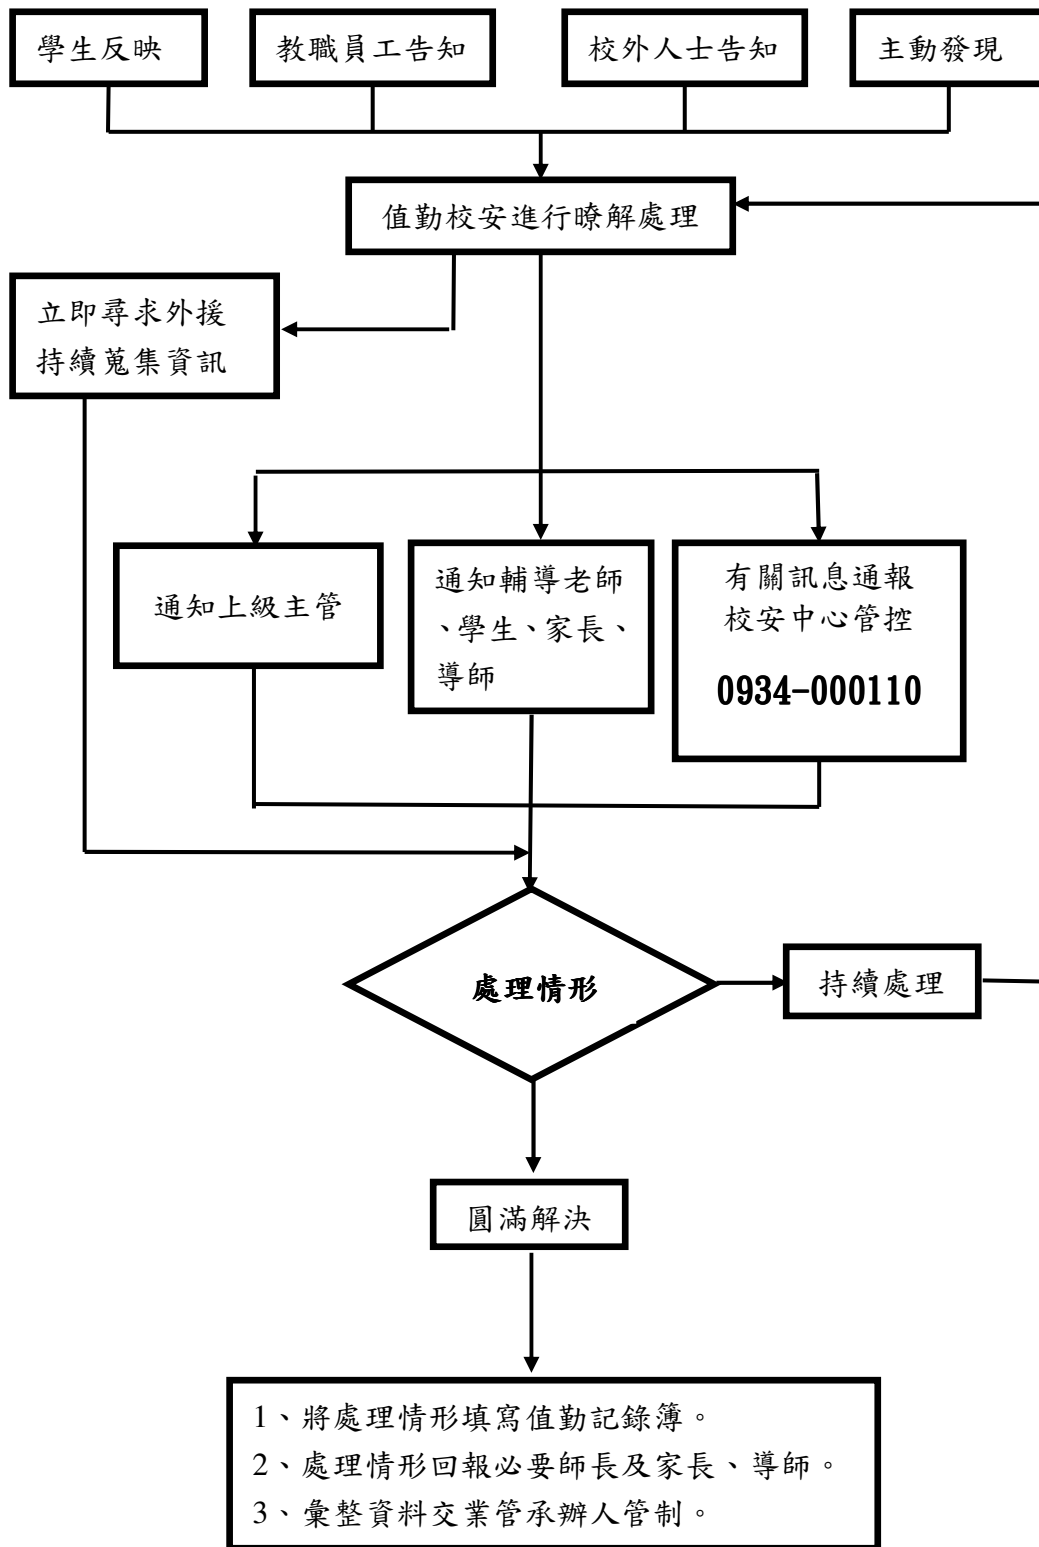 學生反映
教職員工告知
校外人士告知
主動發現
值勤校安進行瞭解處理
立即尋求外援
持續蒐集資訊
通知上級主管
通知輔導老師
、學生、家長、
導師
有關訊息通報
校安中心管控
0934-000110
處理情形
持續處理
圓滿解決
1、將處理情形填寫值勤記錄簿。
2、處理情形回報必要師長及家長、導師。
3、彙整資料交業管承辦人管制。